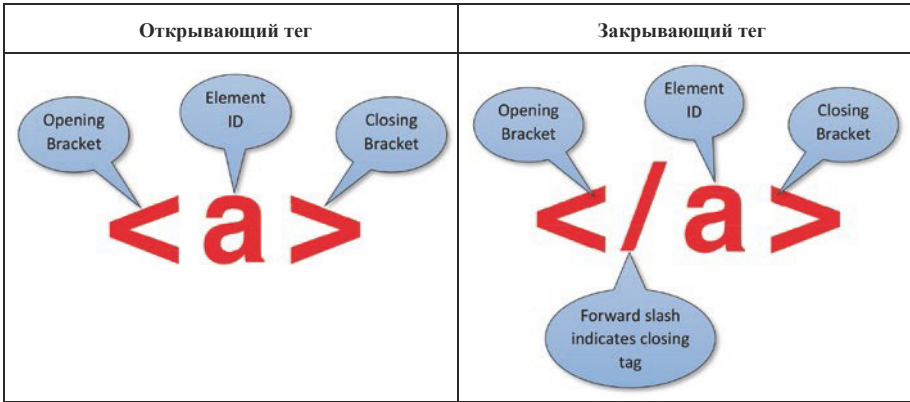 Открывающий тег
Закрывающий тег
Opening
Bracket
Element
ID
Closing
Bracket
<a>
Opening
Bracket
Element
ID
Closing
Bracket
</a>
Forward slash
indicates closing
tag